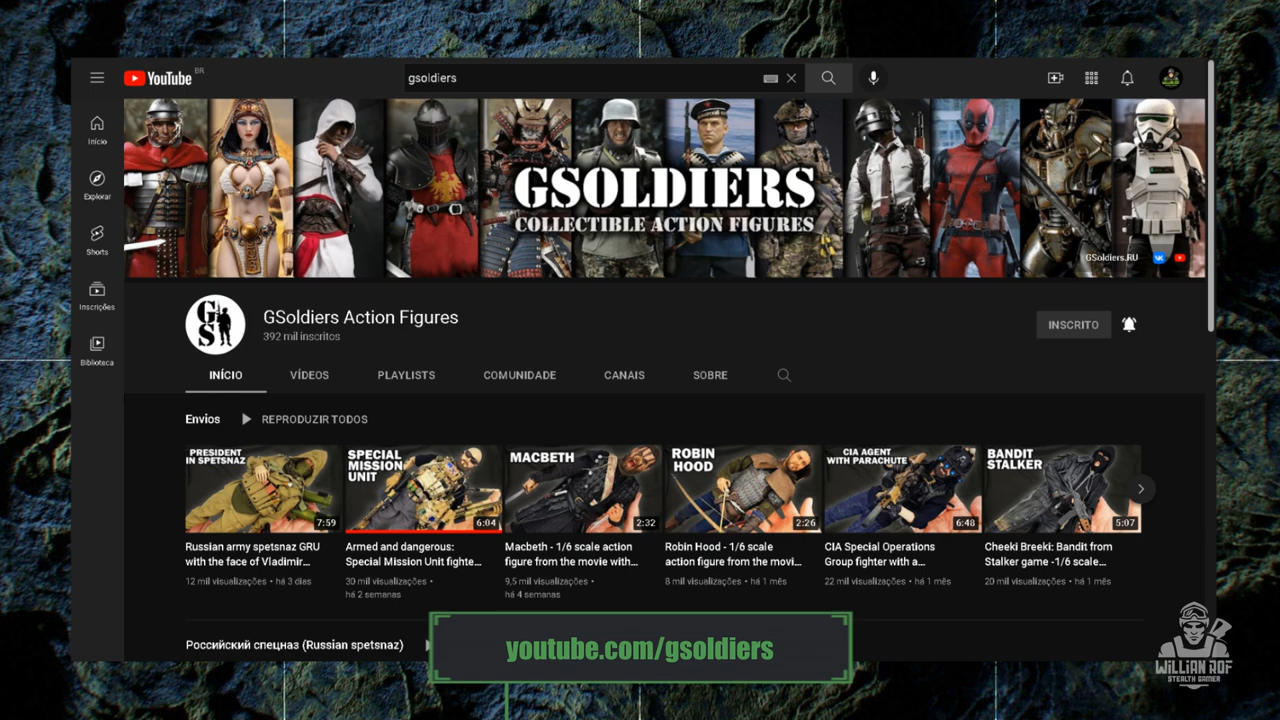 YouTube BR
gsoldiers
Início
Explorar
Shorts
Inscrições
Biblioteca
GSOLDIERS
COLLECTIBLE ACTION FIGURES
GSoldiers.RU
GS
GSoldiers Action Figures
392 mil inscritos
INSCRITO
INÍCIO VÍDEOS PLAYLISTS COMUNIDADE CANAIS SOBRE
Envios REPRODUZIR TODOS
PRESIDENT
IN SPETSNAZ
7:59
Russian army spetsnaz GRU
with the face of Vladimir...
12 mil visualizações • há 3 dias
SPECIAL
MISSION
UNIT
6:04
Armed and dangerous:
Special Mission Unit fighte...
30 mil visualizações •
há 2 semanas
MACBETH
2:32
Macbeth - 1/6 scale action
figure from the movie with...
9,5 mil visualizações •
há 4 semanas
ROBIN
HOOD
2:26
Robin Hood - 1/6 scale
action figure from the movi...
8 mil visualizações • há 1 mês
CIA AGENT
WITH PARACHUTE
6:48
CIA Special Operations
Group fighter with a...
22 mil visualizações • há 1 mês
BANDIT
STALKER
5:07
Cheeki Breeki: Bandit from
Stalker game -1/6 scale...
20 mil visualizações • há 1 mês
Российский спецназ (Russian spetsnaz)
youtube.com/gsoldiers
WILLIAN ROF
STEALTH GAMER